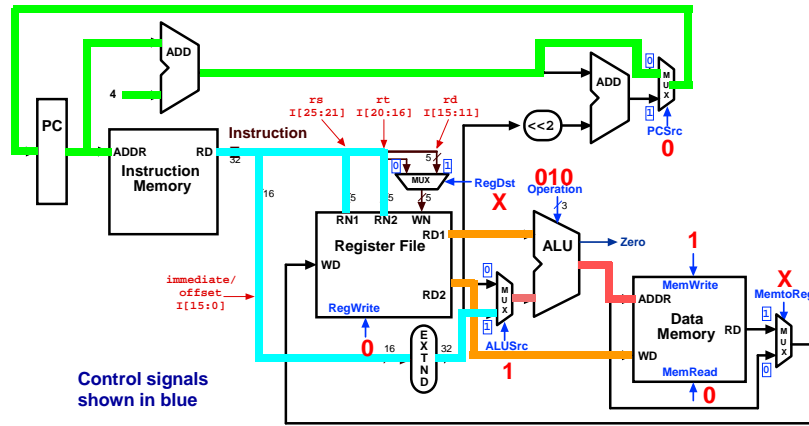 0
M
U
X
1
ADD
4
ADD
<<2
PCSrc
0
PC
rs
I[25:21]
rt
I[20:16]
rd
I[15:11]
ADDR
RD
Instruction
32
Instruction
Memory
16
5
0
1
MUX
RegDst
X
010
Operation
3
5
5
5
RN1
RN2
WN
RD1
Register File
WD
RD2
RegWrite
0
ALU
Zero
immediate/
offset
I[15:0]
0
M
U
X
1
ALUSrc
1
16
E
X
T
N
D
32
1
MemWrite
ADDR
Data
Memory
RD
WD
MemRead
0
X
MemtoReg
1
M
U
X
0
Control signals
shown in blue